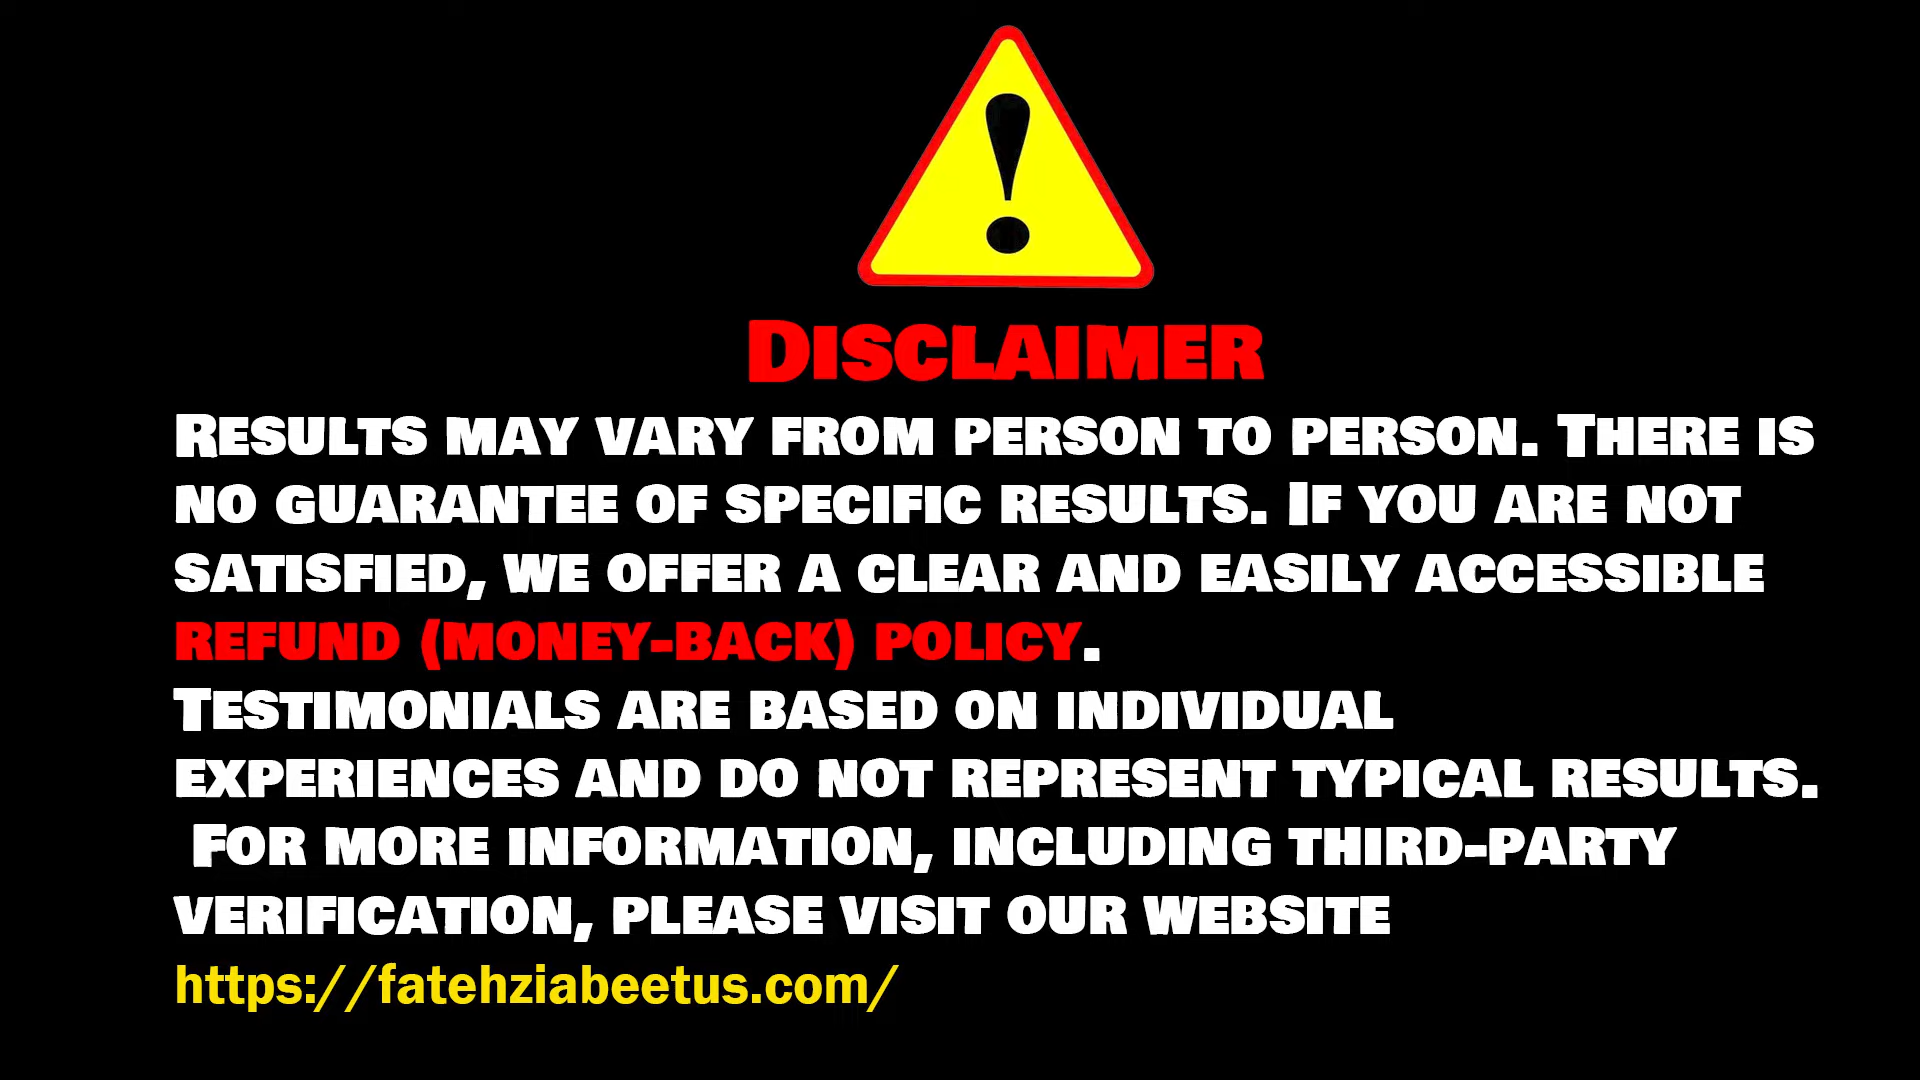 !
Disclaimer
Results may vary from person to person. There is
no guarantee of specific results. If you are not
satisfied, we offer a clear and easily accessible
refund (money-back) policy.
Testimonials are based on individual
experiences and do not represent typical results.
For more information, including third-party
verification, please visit our website
https://fatehziabeetus.com/